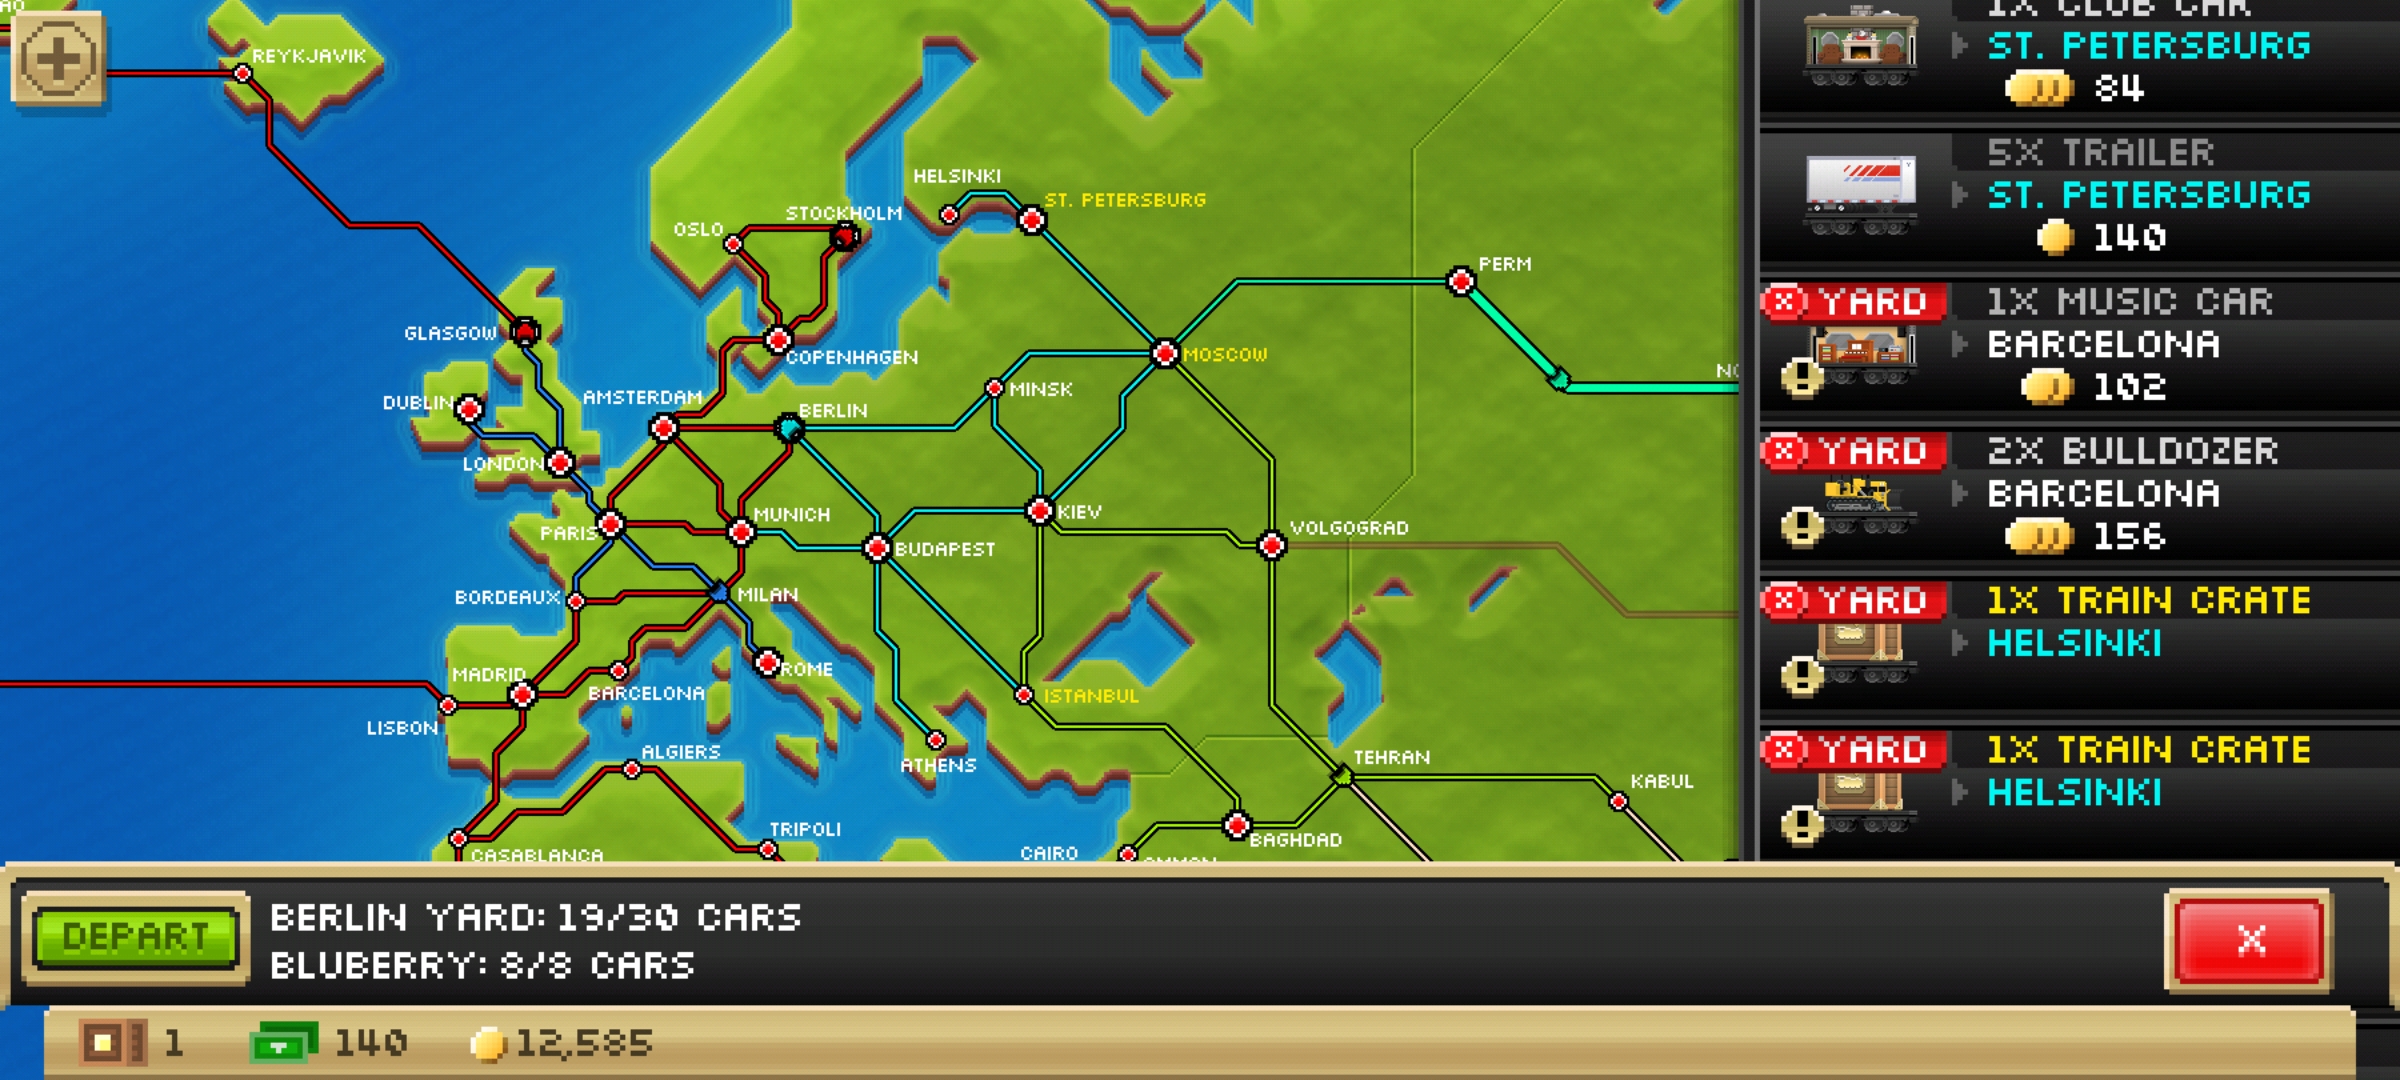 REYKJAVIK
HELSINKI
ST. PETERSBURG
STOCKHOLM
OSLO
PERM
GLASGOW
COPENHAGEN
MOSCOW
MINSK
AMSTERDAM
DUBLIN
BERLIN
LONDON
MUNICH
KIEV
VOLGOGRAD
PARIS
BUDAPEST
BORDEAUX
MILAN
MADRID
ROME
BARCELONA
ISTANBUL
LISBON
ALGIERS
ATHENS
TEHRAN
KABUL
TRIPOLI
BAGHDAD
CAIRO
CASABLANCA
1X CLUB CAR
ST. PETERSBURG
84
5X TRAILER
ST. PETERSBURG
140
YARD
1X MUSIC CAR
BARCELONA
102
YARD
2X BULLDOZER
BARCELONA
156
YARD
1X TRAIN CRATE
HELSINKI
YARD
1X TRAIN CRATE
HELSINKI
DEPART
BERLIN YARD: 19/30 CARS
BLUBERRY: 8/8 CARS
X
1
140
12,585